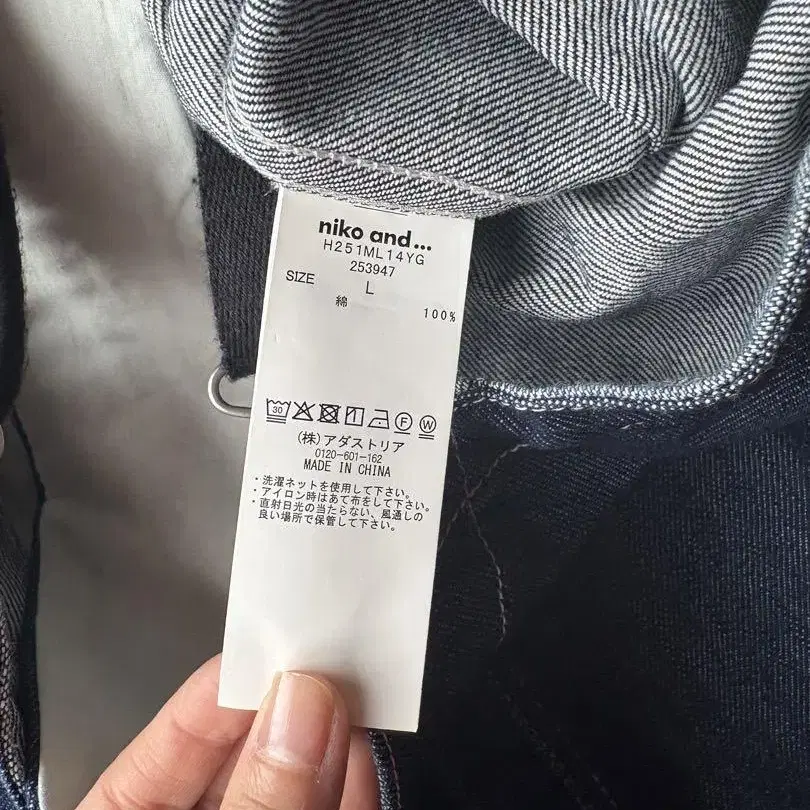 niko and...
H251ML14YG
253947
SIZE L
綿 100%
30 F W
(株)アダストリア
0120-601-162
MADE IN CHINA
・洗濯ネットを使用して下さい。
・アイロン時はあて布をして下さい。
・直射日光の当たらない、風通しの
良い場所で保管して下さい。